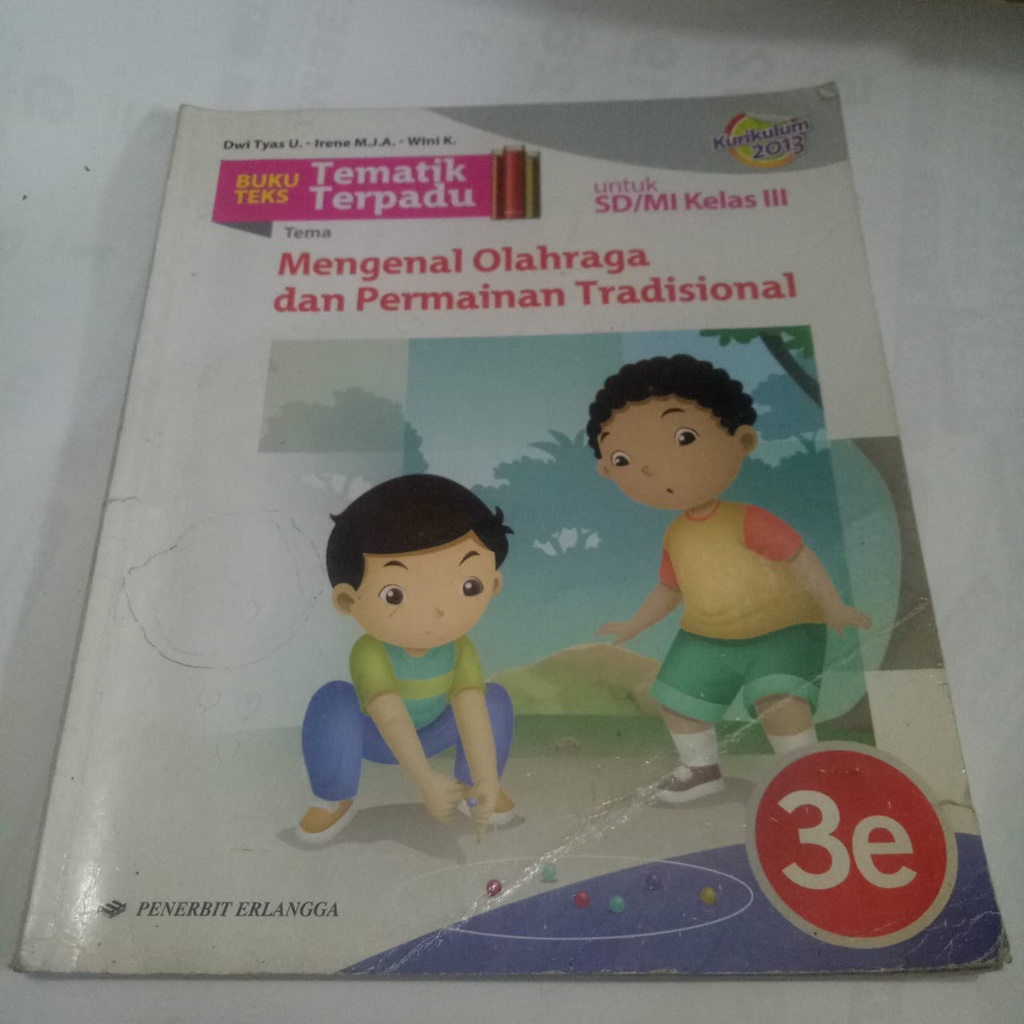 Dwi Tyas U. · Irene M.J.A. · Wini K.
Kurikulum
2013
BUKU
TEKS
Tematik
Terpadu
untuk
SD/MI Kelas III
Tema
Mengenal Olahraga
dan Permainan Tradisional
3e
PENERBIT ERLANGGA